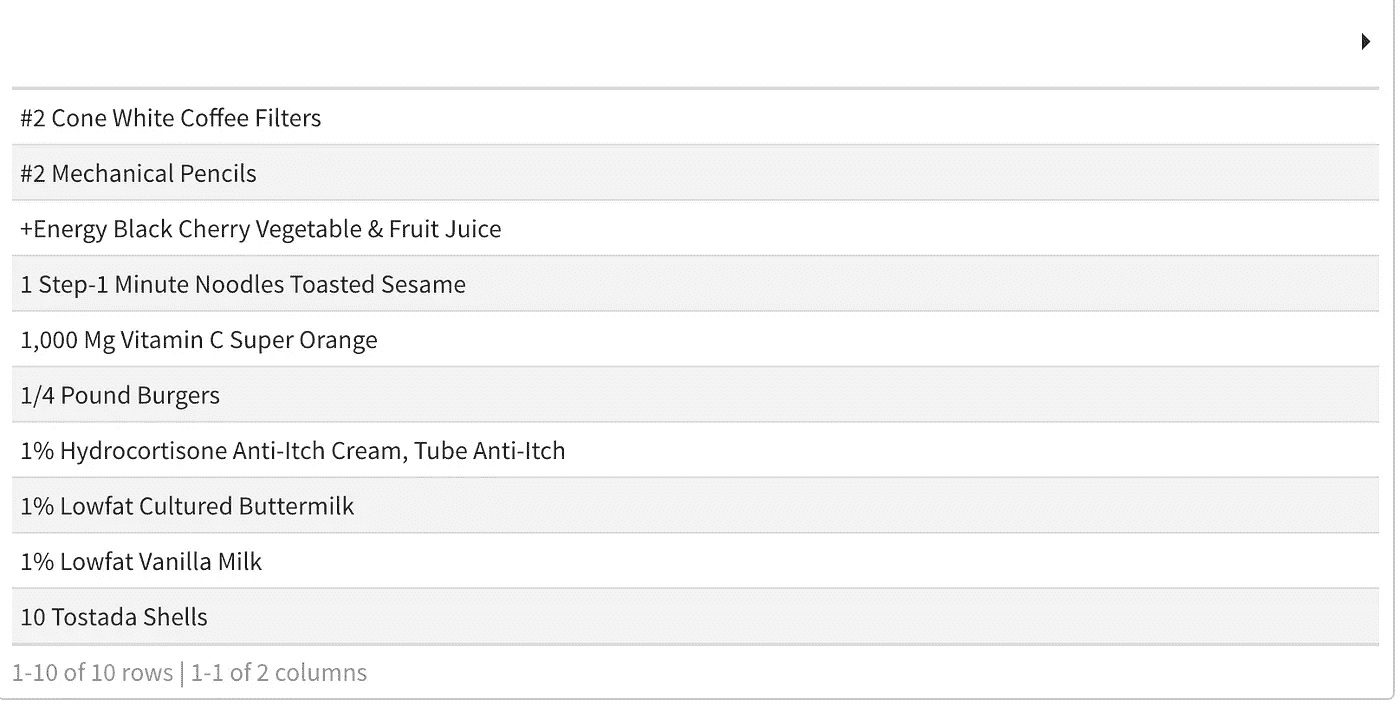 #2 Cone White Coffee Filters
#2 Mechanical Pencils
+Energy Black Cherry Vegetable & Fruit Juice
1 Step-1 Minute Noodles Toasted Sesame
1,000 Mg Vitamin C Super Orange
1/4 Pound Burgers
1% Hydrocortisone Anti-Itch Cream, Tube Anti-Itch
1% Lowfat Cultured Buttermilk
1% Lowfat Vanilla Milk
10 Tostada Shells
1-10 of 10 rows | 1-1 of 2 columns